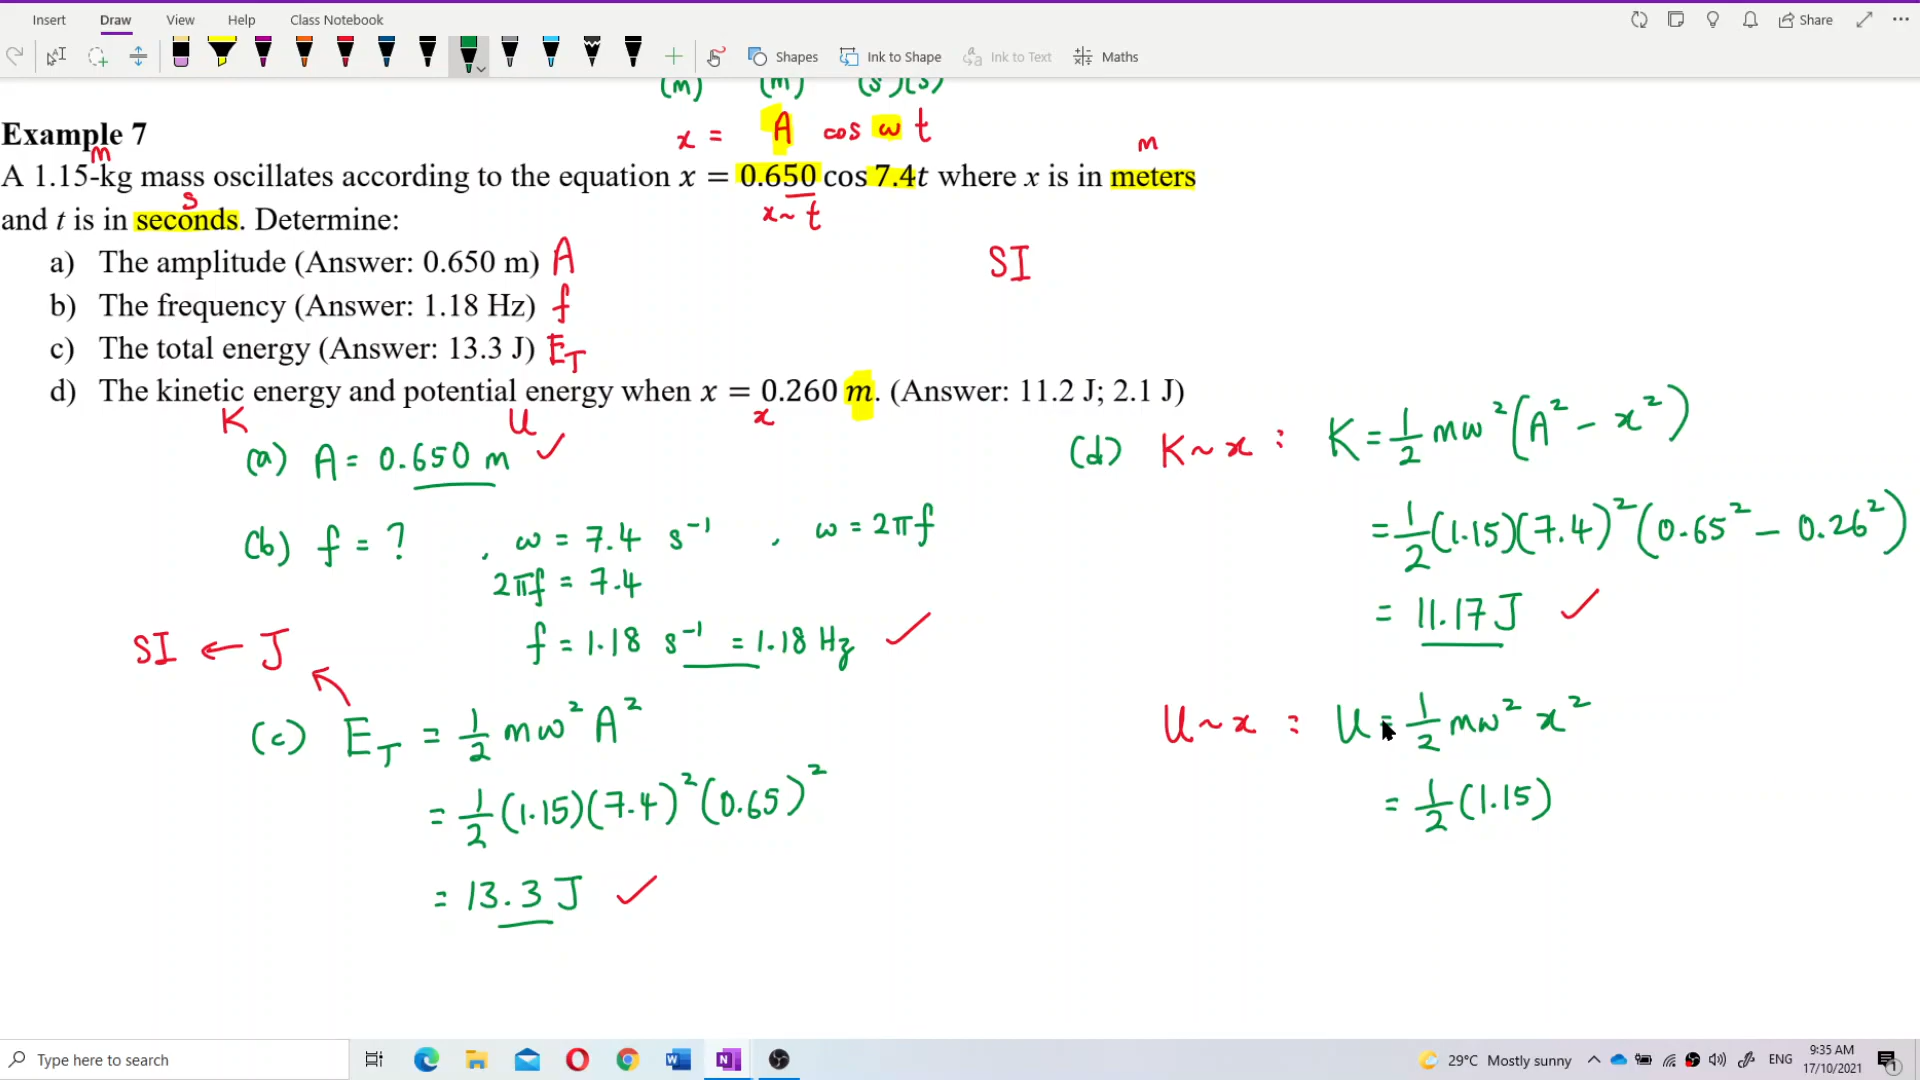 Insert Draw View Help Class Notebook
Share
Shapes Ink to Shape Ink to Text Maths
(m) (m) (s⁻¹)(s)
x = A cos ω t
Example 7
m
m
A 1.15-kg mass oscillates according to the equation x = 0.650 cos 7.4t where x is in meters
s
x ~ t
and t is in seconds. Determine:
a) The amplitude (Answer: 0.650 m) A
SI
b) The frequency (Answer: 1.18 Hz) f
c) The total energy (Answer: 13.3 J) E_T
d) The kinetic energy and potential energy when x = 0.260 m. (Answer: 11.2 J; 2.1 J)
K U x
(a) A = 0.650 m ✓
(b) f = ? , ω = 7.4 s⁻¹ , ω = 2πf
2πf = 7.4
f = 1.18 s⁻¹ = 1.18 Hz ✓
SI ← J
(c) E_T = 1/2 mω² A²
= 1/2 (1.15)(7.4)²(0.65)²
= 13.3 J ✓
(d) K ~ x : K = 1/2 mω² (A² − x²)
= 1/2 (1.15)(7.4)² (0.65² − 0.26²)
= 11.17 J ✓
U ~ x : U = 1/2 mω² x²
= 1/2 (1.15)
Type here to search
29°C Mostly sunny ENG 9:35 AM
17/10/2021
1